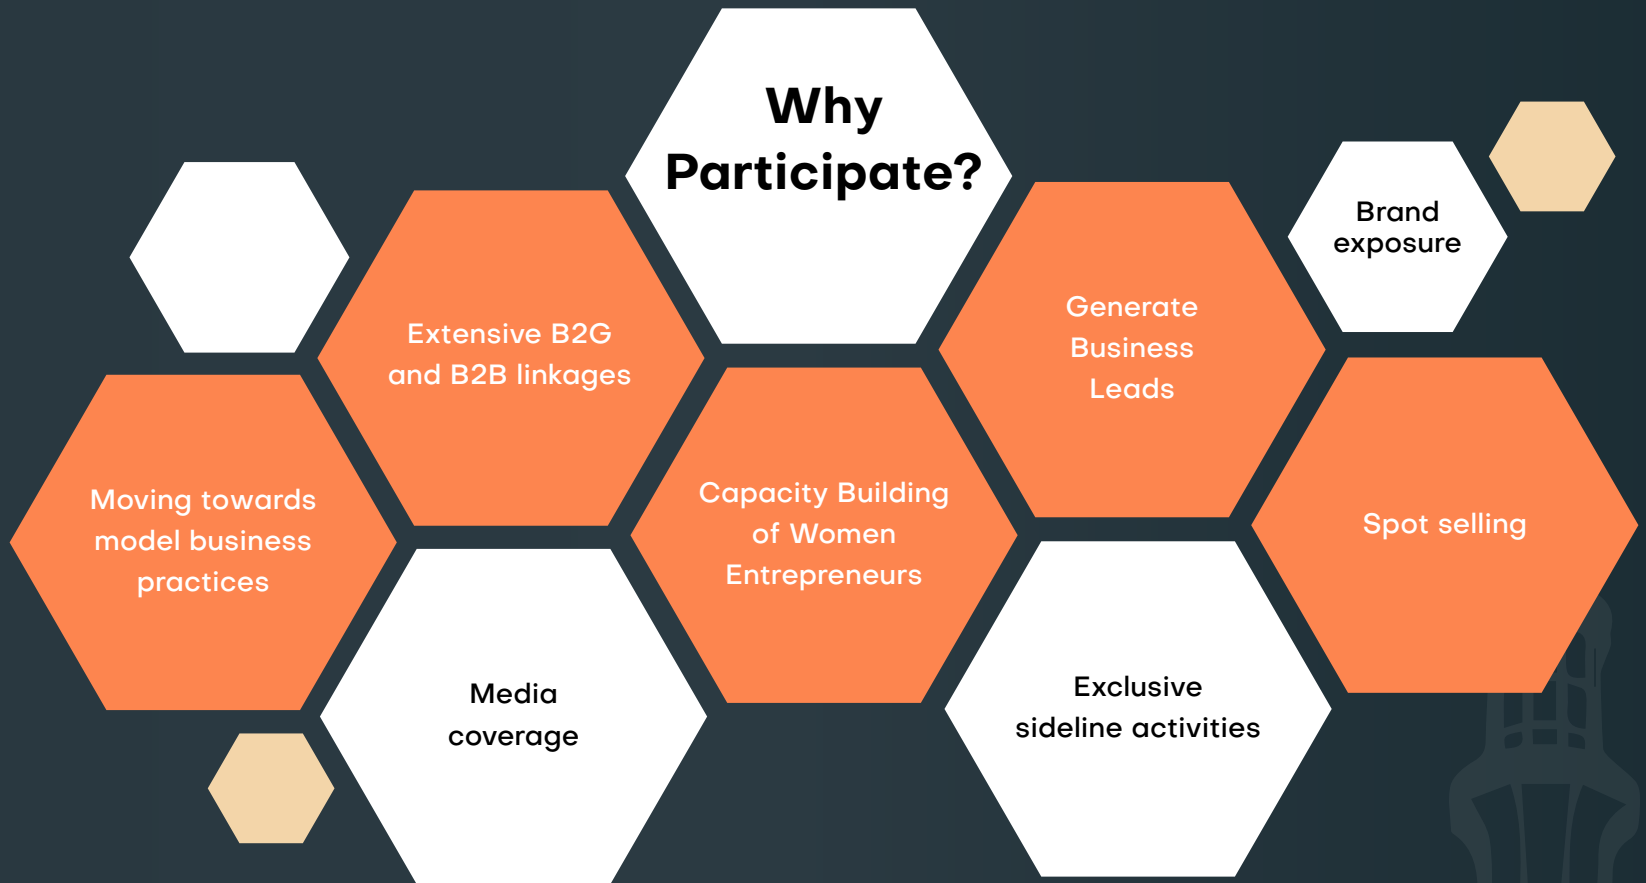 Why
Participate?
Brand
exposure
Extensive B2G
and B2B linkages
Generate
Business
Leads
Moving towards
model business
practices
Capacity Building
of Women
Entrepreneurs
Spot selling
Media
coverage
Exclusive
sideline activities